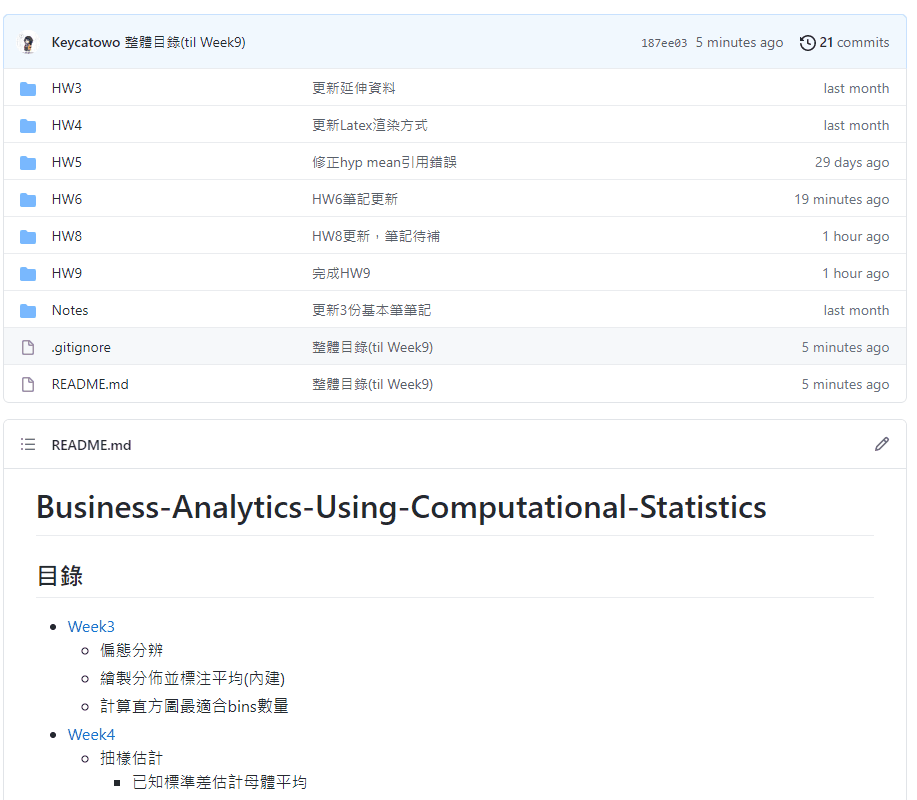 Keycatowo 整體目錄(til Week9) 187ee03 5 minutes ago 21 commits
HW3 更新延伸資料 last month
HW4 更新Latex渲染方式 last month
HW5 修正hyp mean引用錯誤 29 days ago
HW6 HW6筆記更新 19 minutes ago
HW8 HW8更新，筆記待補 1 hour ago
HW9 完成HW9 1 hour ago
Notes 更新3份基本筆筆記 last month
.gitignore 整體目錄(til Week9) 5 minutes ago
README.md 整體目錄(til Week9) 5 minutes ago
README.md
Business-Analytics-Using-Computational-Statistics
目錄
Week3
偏態分辨
繪製分佈並標注平均(內建)
計算直方圖最適合bins數量
Week4
抽樣估計
已知標準差估計母體平均